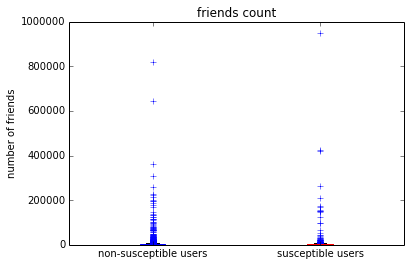 friends count
1000000
800000
600000
400000
200000
0
number of friends
non-susceptible users
susceptible users